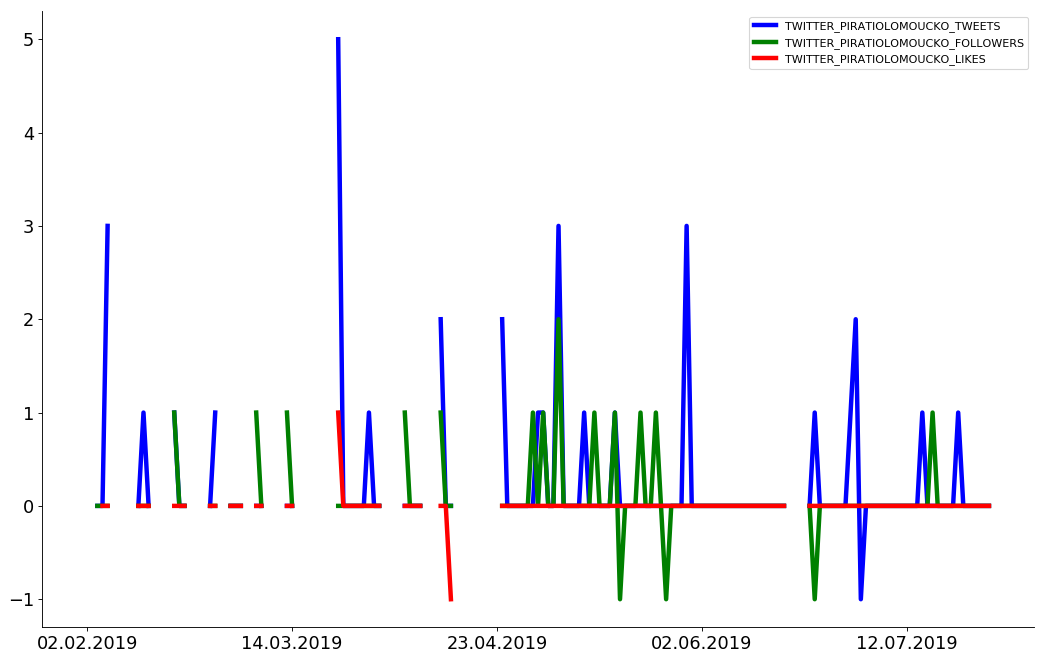 TWITTER_PIRATIOLOMOUCKO_TWEETS
TWITTER_PIRATIOLOMOUCKO_FOLLOWERS
TWITTER_PIRATIOLOMOUCKO_LIKES
5
4
3
2
1
0
−1
02.02.2019 14.03.2019 23.04.2019 02.06.2019 12.07.2019